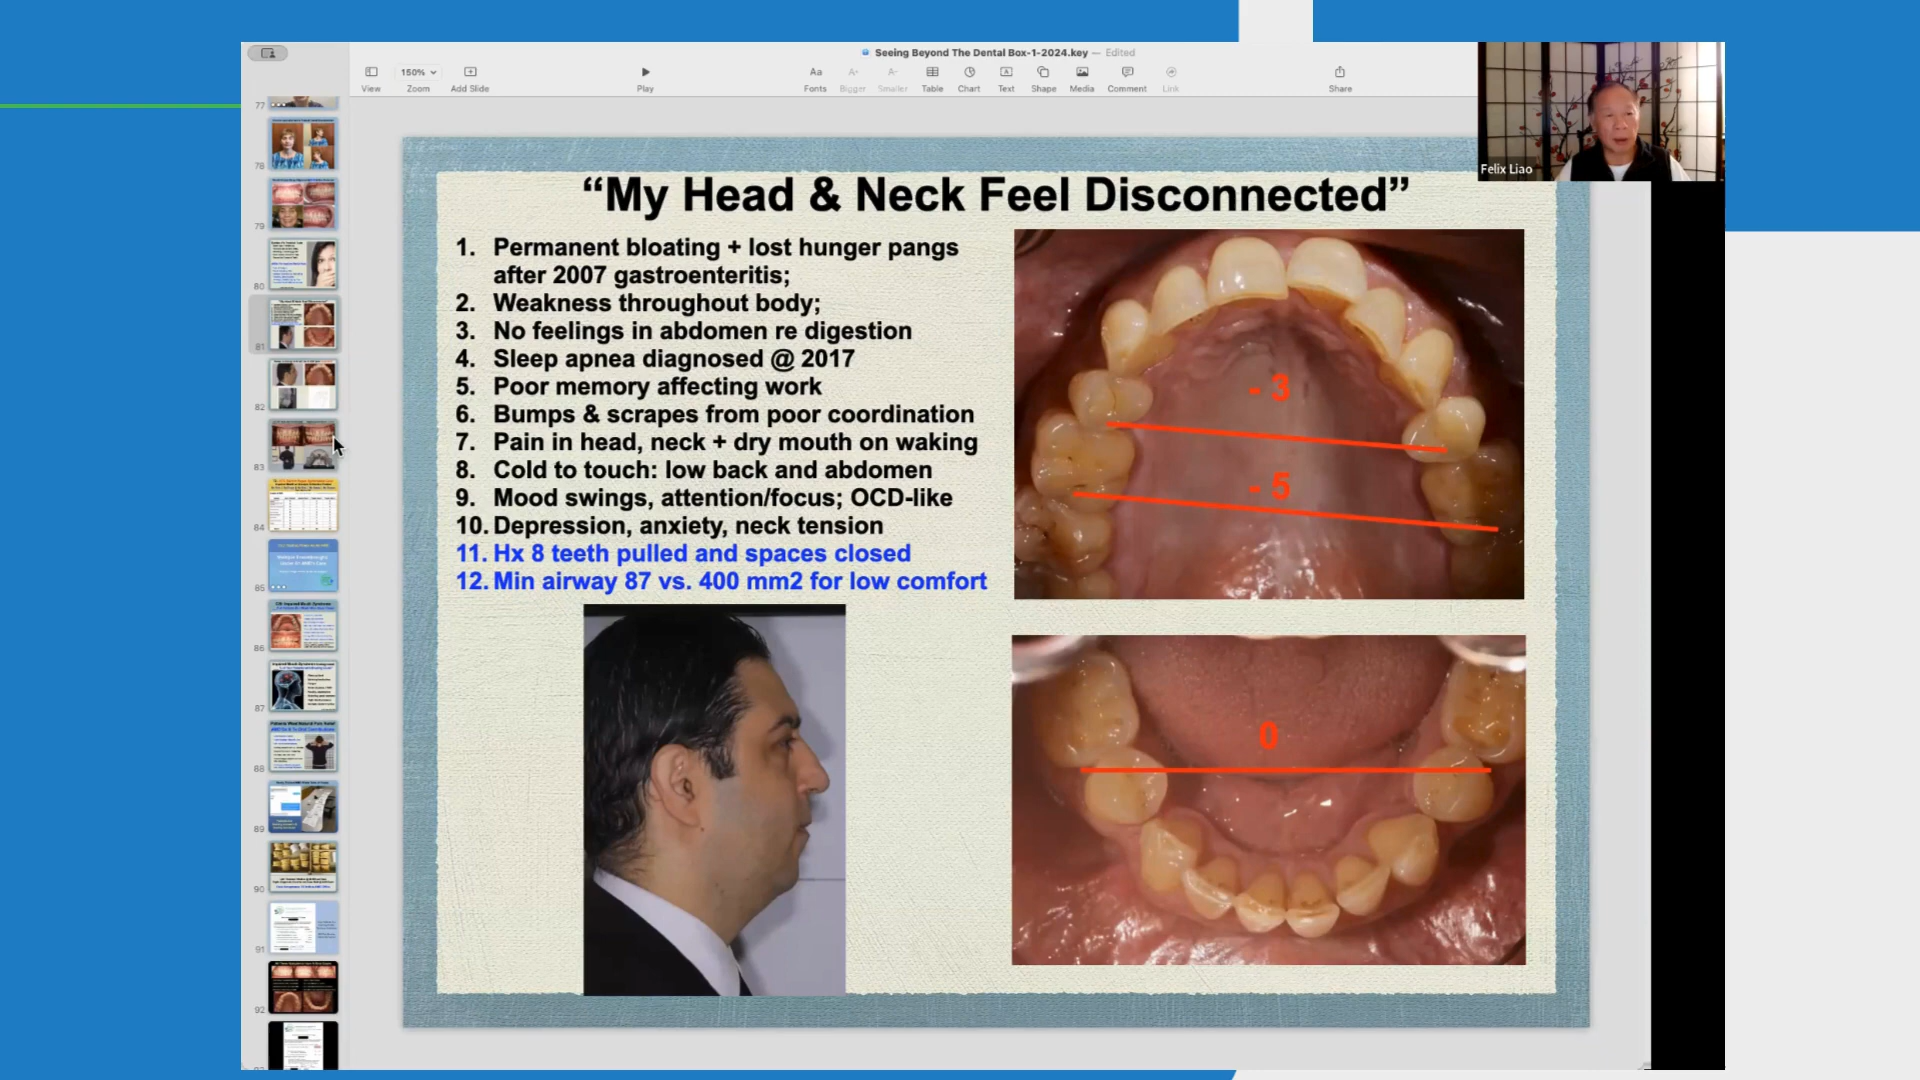 Seeing Beyond The Dental Box-1-2024.key — Edited
150%
View
Zoom
Add Slide
Play
Aa
Fonts
Bigger
Smaller
Table
Chart
Text
Shape
Media
Comment
Link
Share
Felix Liao
77
78
79
80
81
82
83
84
85
86
87
88
89
90
91
92
“My Head & Neck Feel Disconnected”
1. Permanent bloating + lost hunger pangs
after 2007 gastroenteritis;
2. Weakness throughout body;
3. No feelings in abdomen re digestion
4. Sleep apnea diagnosed @ 2017
5. Poor memory affecting work
6. Bumps & scrapes from poor coordination
7. Pain in head, neck + dry mouth on waking
8. Cold to touch: low back and abdomen
9. Mood swings, attention/focus; OCD-like
10. Depression, anxiety, neck tension
11. Hx 8 teeth pulled and spaces closed
12. Min airway 87 vs. 400 mm2 for low comfort
- 3
- 5
0